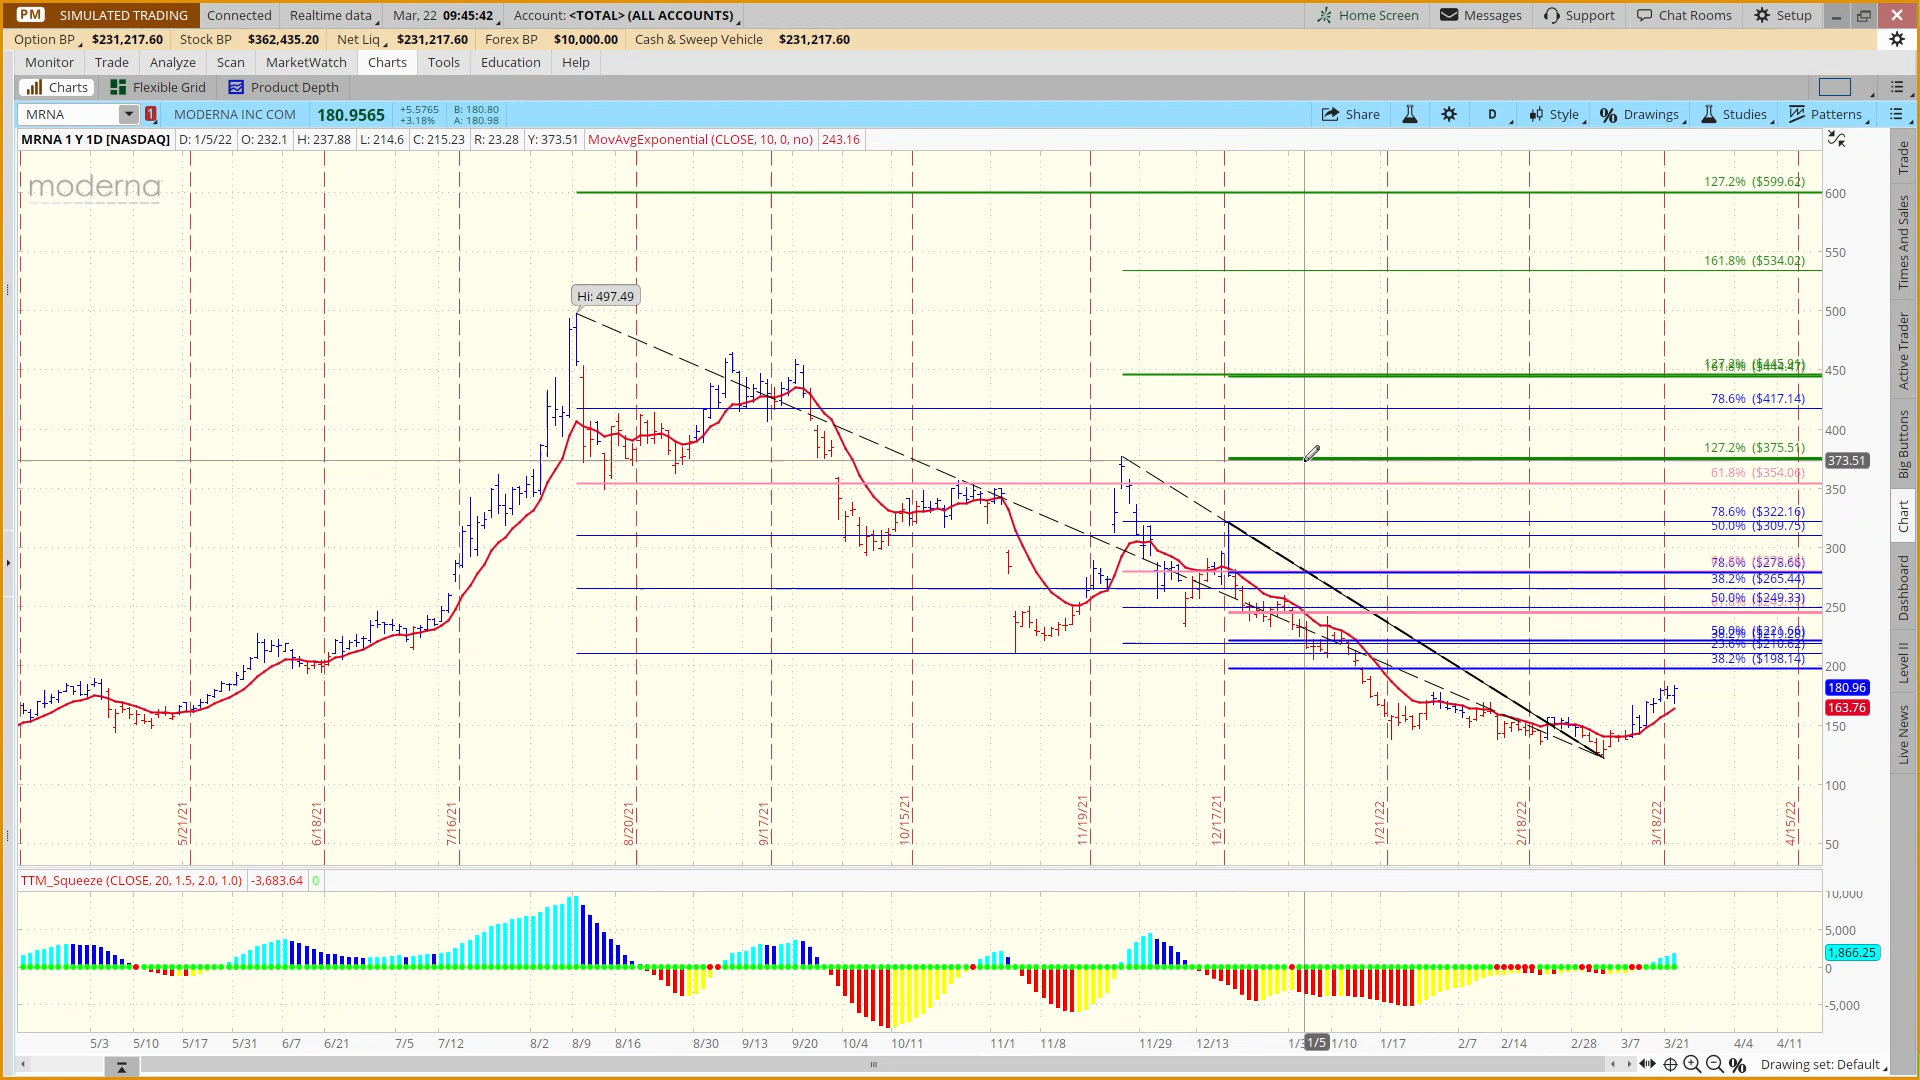 PM SIMULATED TRADING Connected Realtime data Mar, 22 09:45:42 Account: <TOTAL> (ALL ACCOUNTS) Home Screen Messages Support Chat Rooms Setup
Option BP $231,217.60 Stock BP $362,435.20 Net Liq $231,217.60 Forex BP $10,000.00 Cash & Sweep Vehicle $231,217.60
Monitor Trade Analyze Scan MarketWatch Charts Tools Education Help
Charts Flexible Grid Product Depth
MRNA 1 MODERNA INC COM 180.9565 +5.5765 B: 180.80 Share D Style Drawings Studies Patterns
+3.18% A: 180.98
MRNA 1 Y 1D [NASDAQ] D: 1/5/22 O: 232.1 H: 237.88 L: 214.6 C: 215.23 R: 23.28 Y: 373.51 MovAvgExponential (CLOSE, 10, 0, no) 243.16
moderna
Hi: 497.49
127.2% ($599.62)
161.8% ($534.02)
78.6% ($417.14)
127.2% ($375.51)
61.8% ($354.06)
78.6% ($322.16)
50.0% ($309.75)
78.6% ($278.66)
38.2% ($265.44)
50.0% ($249.33)
38.2% ($198.14)
600
550
500
450
400
373.51
350
300
250
200
180.96
163.76
150
100
50
5/21/21 6/18/21 7/16/21 8/20/21 9/17/21 10/15/21 11/19/21 12/17/21 1/21/22 2/18/22 3/18/22 4/15/22
TTM_Squeeze (CLOSE, 20, 1.5, 2.0, 1.0) -3,683.64 0
10,000
5,000
1,866.25
0
-5,000
5/3 5/10 5/17 5/31 6/7 6/21 7/5 7/12 8/2 8/9 8/16 8/30 9/13 9/20 10/4 10/11 11/1 11/8 11/29 12/13 1/5 1/10 1/17 2/7 2/14 2/28 3/7 3/21 4/4 4/11
Drawing set: Default
Trade
Times And Sales
Active Trader
Big Buttons
Chart
Dashboard
Level II
Live News